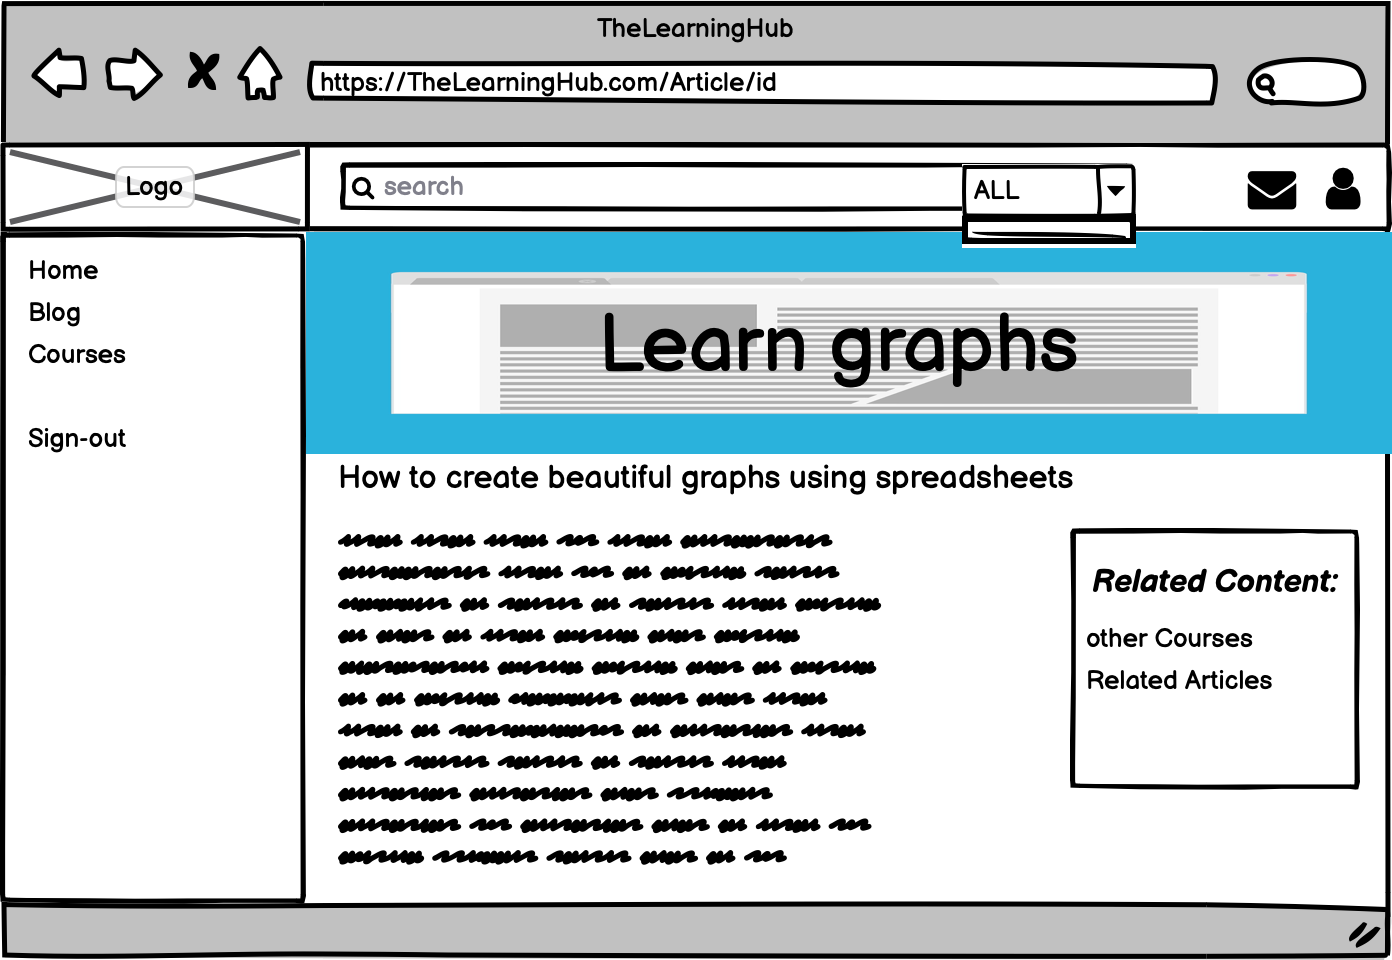 TheLearningHub
https://TheLearningHub.com/Article/id
Logo
search
ALL
Home
Blog
Courses
Sign-out
Learn graphs
How to create beautiful graphs using spreadsheets
Related Content:
other Courses
Related Articles